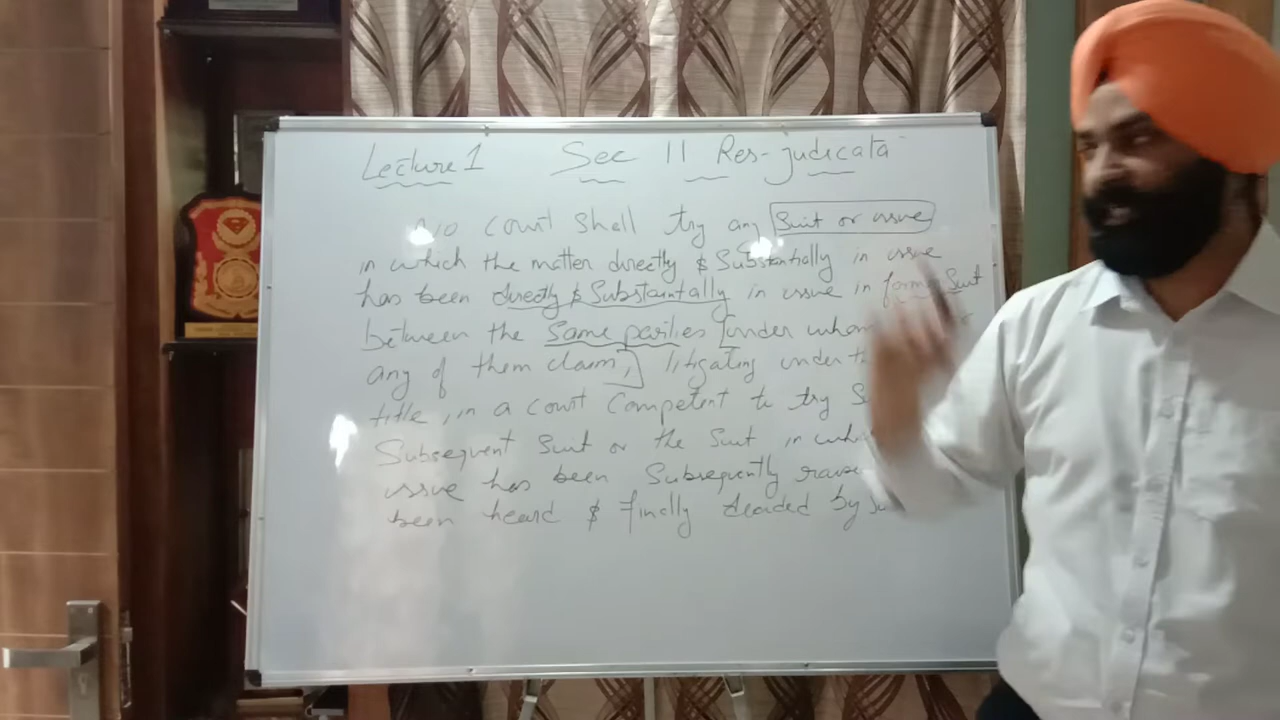 Lecture 1 Sec 11 Res-judicata
No court shall try any suit or issue
in which the matter directly & Substantially in issue
has been directly & Substantially in issue in former Suit
between the Same parties [under whom
any of them claim,] litigating under
title, in a court Competent to try
Subsequent Suit or the Suit in
issue has been Subsequently
been heard & finally decided by